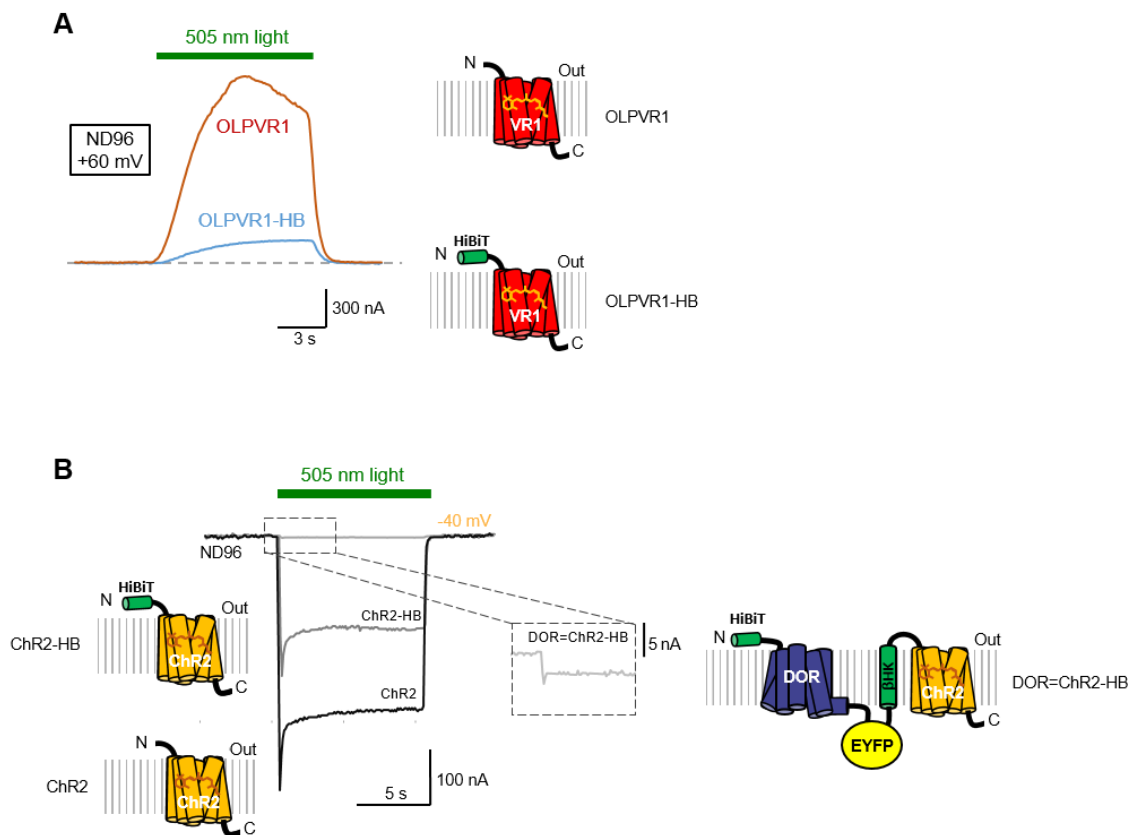 A
505 nm light
ND96
+60 mV
OLPVR1
OLPVR1-HB
300 nA
3 s
N
Out
VR1
C
OLPVR1
HiBiT
N
Out
VR1
C
OLPVR1-HB
B
505 nm light
-40 mV
ND96
HiBiT
N
Out
ChR2-HB
ChR2
C
ChR2-HB
ChR2
N
Out
ChR2
ChR2
C
100 nA
5 s
DOR=ChR2-HB
5 nA
HiBiT
N
Out
DOR
βHK
ChR2
DOR=ChR2-HB
C
EYFP